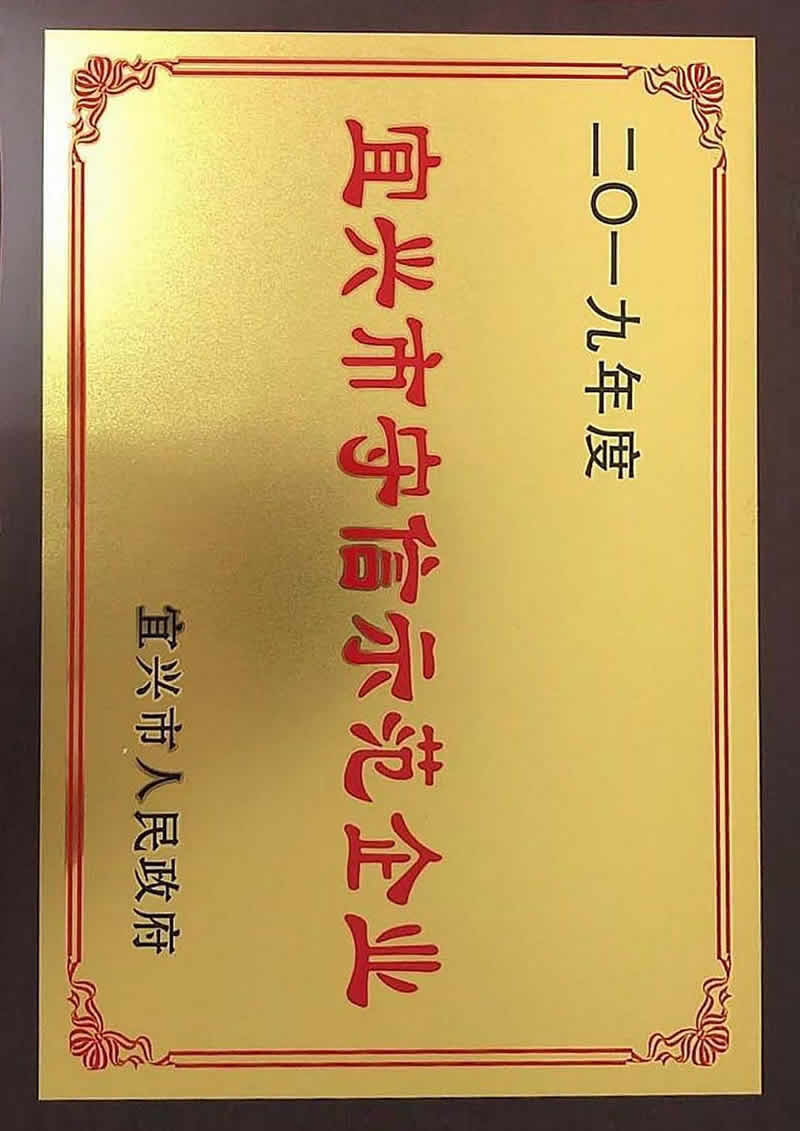 二〇一九年度
宜兴市守信示范企业
宜兴市人民政府